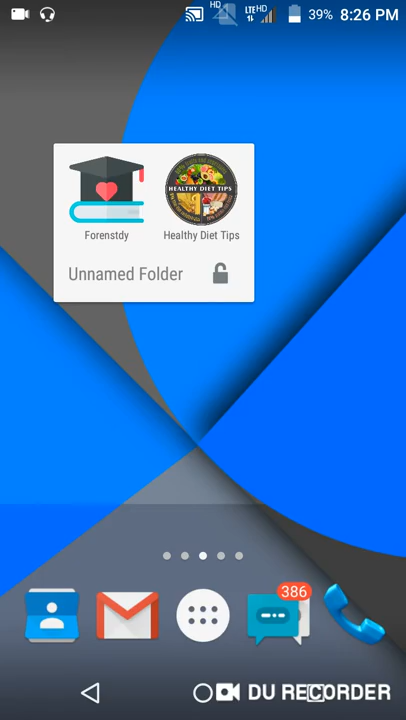 HD
LTE HD
39% 8:26 PM
HEALTHY DIET TIPS
Forenstdy
Healthy Diet Tips
Unnamed Folder
386
DU RECORDER